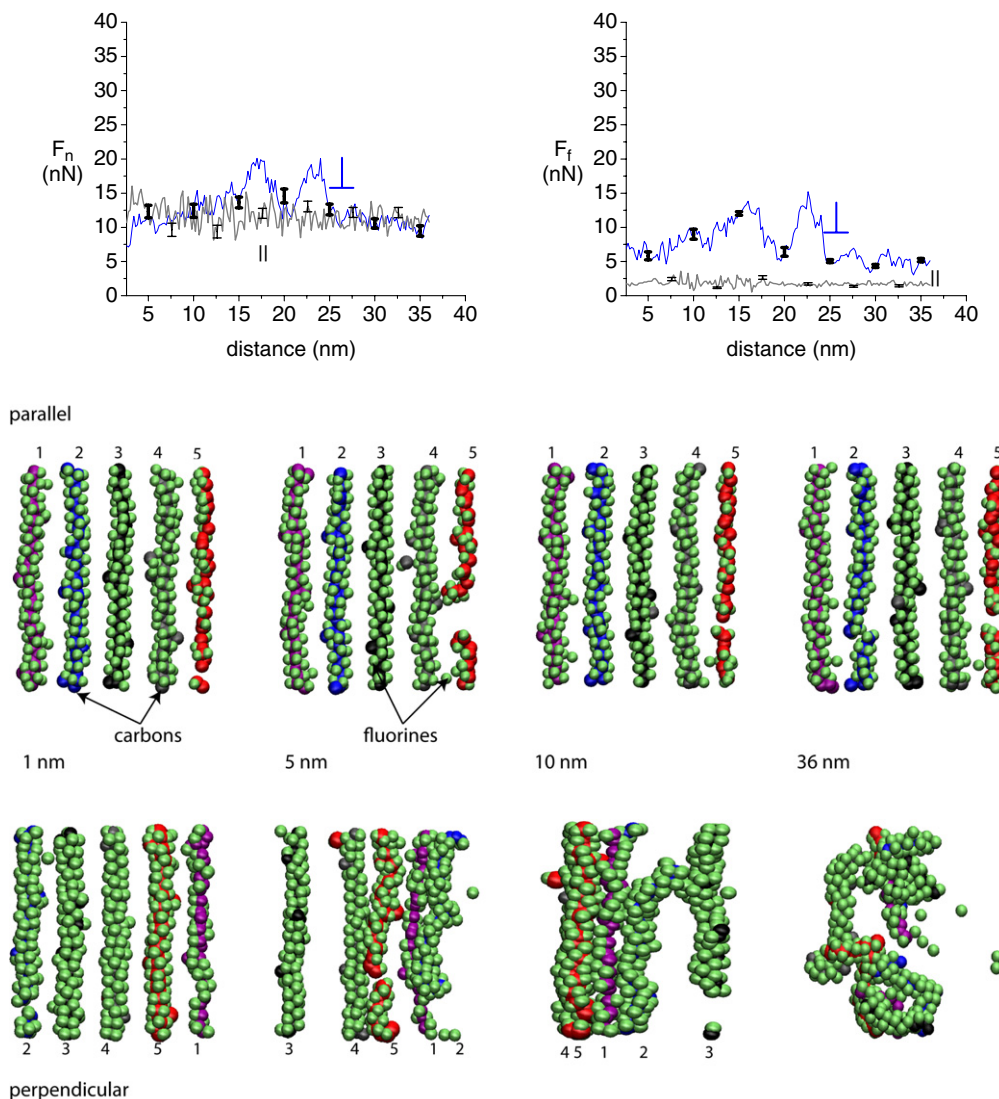 40
35
30
25
20
15
10
5
0
Fn
(nN)
⊥
||
5 10 15 20 25 30 35 40
distance (nm)
40
35
30
25
20
15
10
5
0
Ff
(nN)
⊥
||
5 10 15 20 25 30 35 40
distance (nm)
parallel
1 2 3 4 5
1 2 3 4 5
1 2 3 4 5
1 2 3 4 5
carbons
fluorines
1 nm 5 nm 10 nm 36 nm
2 3 4 5 1
3 4 5 1 2
4 5 1 2 3
perpendicular